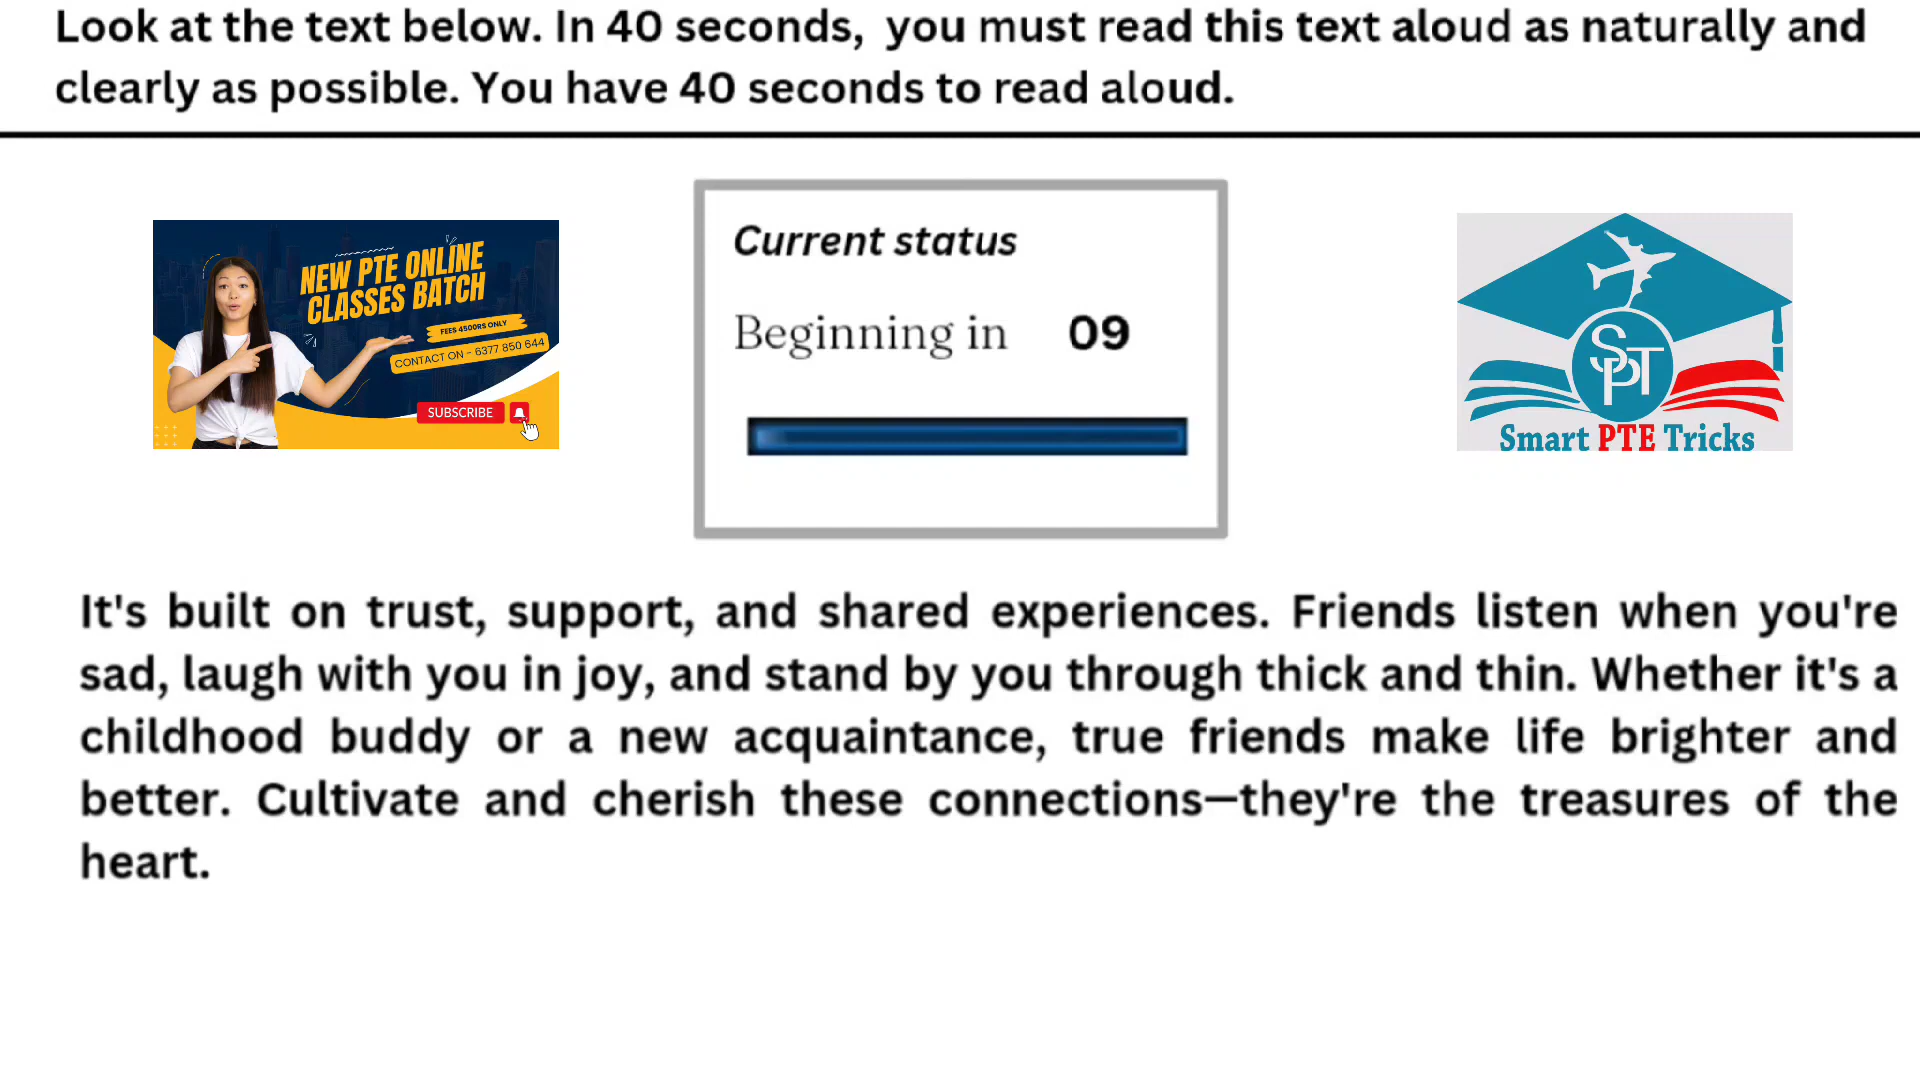 Look at the text below. In 40 seconds, you must read this text aloud as naturally and
clearly as possible. You have 40 seconds to read aloud.
NEW PTE ONLINE
CLASSES BATCH
FEES 4500RS ONLY
CONTACT ON - 6377 850 644
SUBSCRIBE
Current status
Beginning in 09
SPT
Smart PTE Tricks
It's built on trust, support, and shared experiences. Friends listen when you're
sad, laugh with you in joy, and stand by you through thick and thin. Whether it's a
childhood buddy or a new acquaintance, true friends make life brighter and
better. Cultivate and cherish these connections—they're the treasures of the
heart.